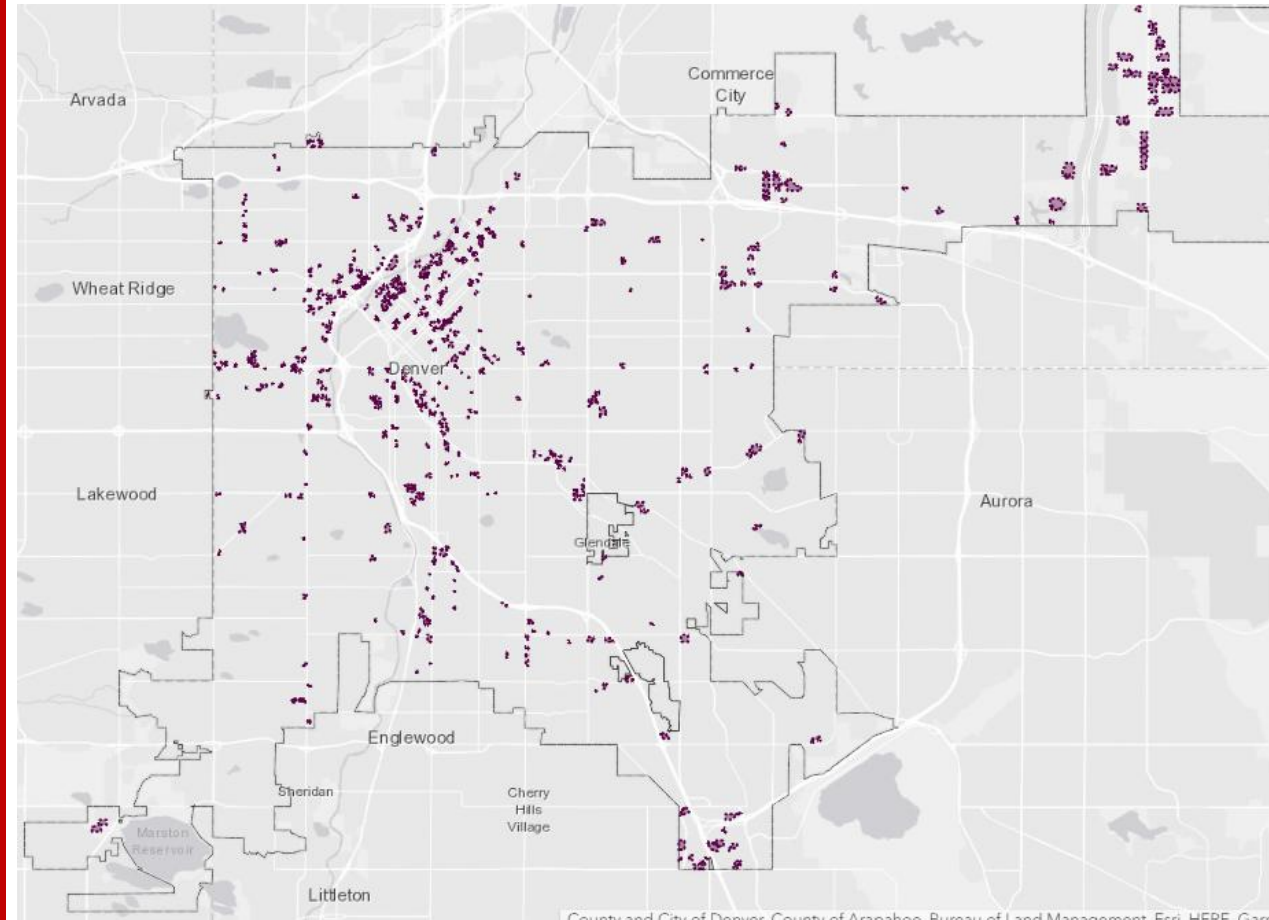 Commerce
City
Arvada
Wheat Ridge
Denver
Lakewood
Aurora
Glendale
Englewood
Sheridan
Cherry
Hills
Village
Marston
Reservoir
Littleton
County and City of Denver, County of Arapahoe, Bureau of Land Management, Esri, HERE, Garm